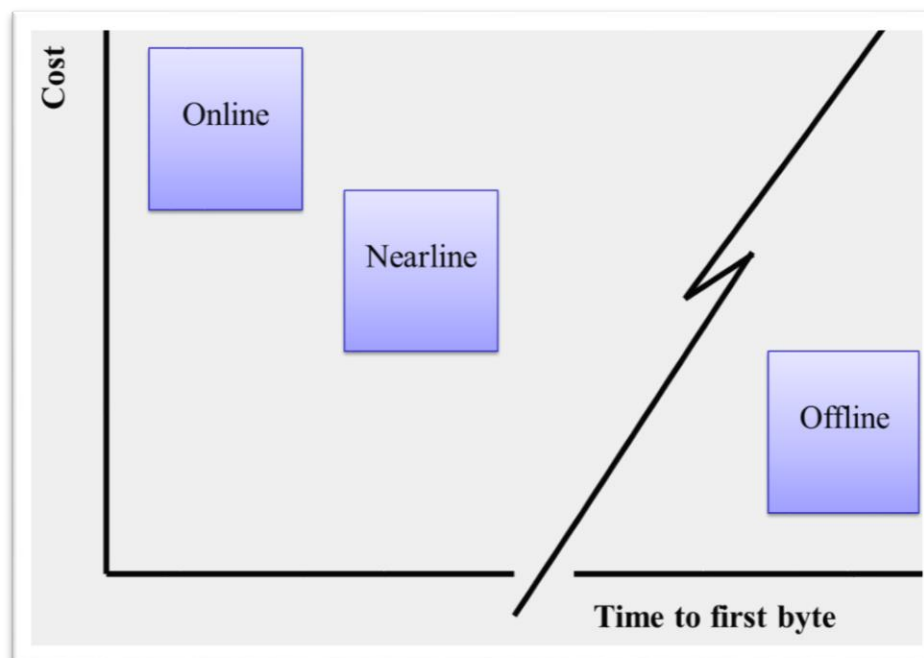 Cost
Online
Nearline
Offline
Time to first byte